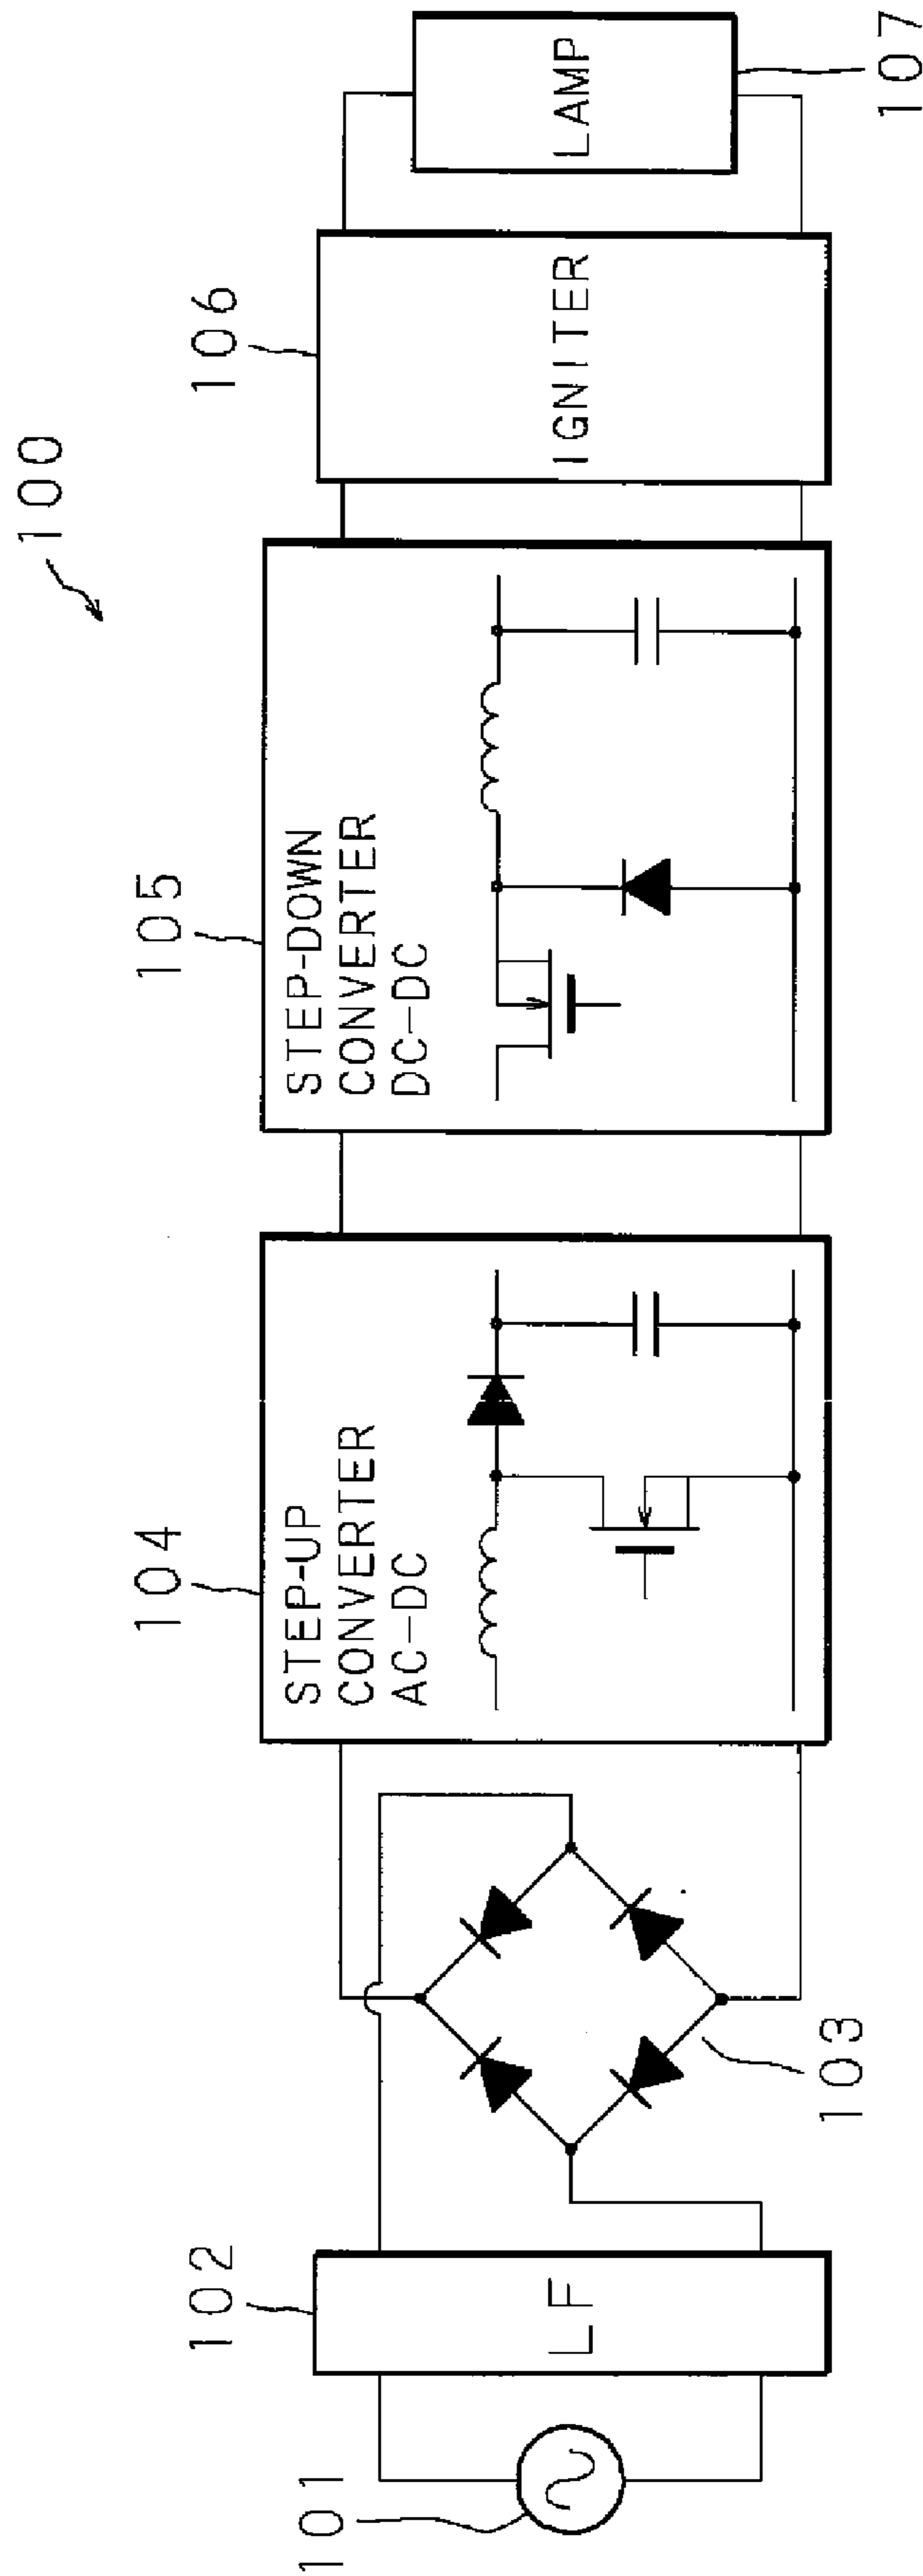 100
101
102
LF
103
104
STEP-UP
CONVERTER
AC-DC
105
STEP-DOWN
CONVERTER
DC-DC
106
IGNITER
LAMP
107